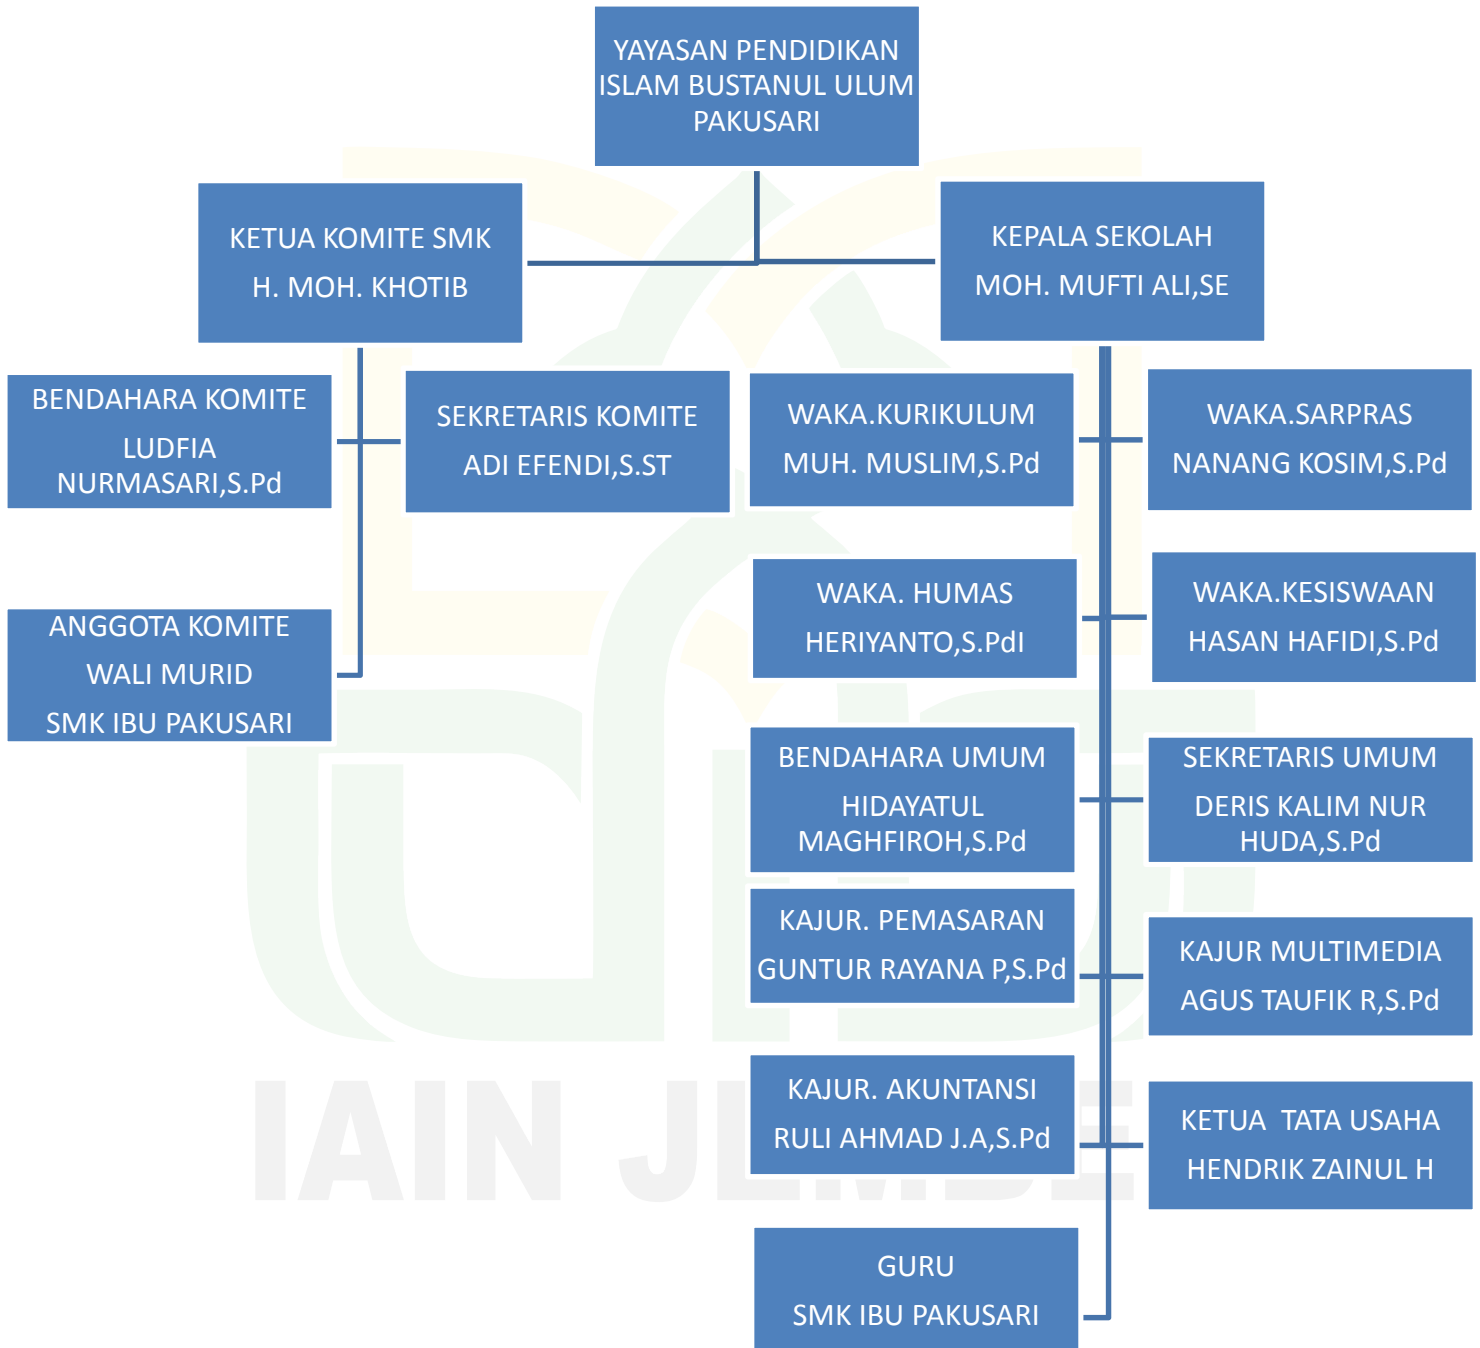 YAYASAN PENDIDIKAN
ISLAM BUSTANUL ULUM
PAKUSARI
KETUA KOMITE SMK
H. MOH. KHOTIB
KEPALA SEKOLAH
MOH. MUFTI ALI,SE
BENDAHARA KOMITE
LUDFIA
NURMASARI,S.Pd
SEKRETARIS KOMITE
ADI EFENDI,S.ST
WAKA.KURIKULUM
MUH. MUSLIM,S.Pd
WAKA.SARPRAS
NANANG KOSIM,S.Pd
ANGGOTA KOMITE
WALI MURID
SMK IBU PAKUSARI
WAKA. HUMAS
HERIYANTO,S.PdI
WAKA.KESISWAAN
HASAN HAFIDI,S.Pd
BENDAHARA UMUM
HIDAYATUL
MAGHFIROH,S.Pd
SEKRETARIS UMUM
DERIS KALIM NUR
HUDA,S.Pd
KAJUR. PEMASARAN
GUNTUR RAYANA P,S.Pd
KAJUR MULTIMEDIA
AGUS TAUFIK R,S.Pd
KAJUR. AKUNTANSI
RULI AHMAD J.A,S.Pd
KETUA  TATA USAHA
HENDRIK ZAINUL H
GURU
SMK IBU PAKUSARI
IAIN